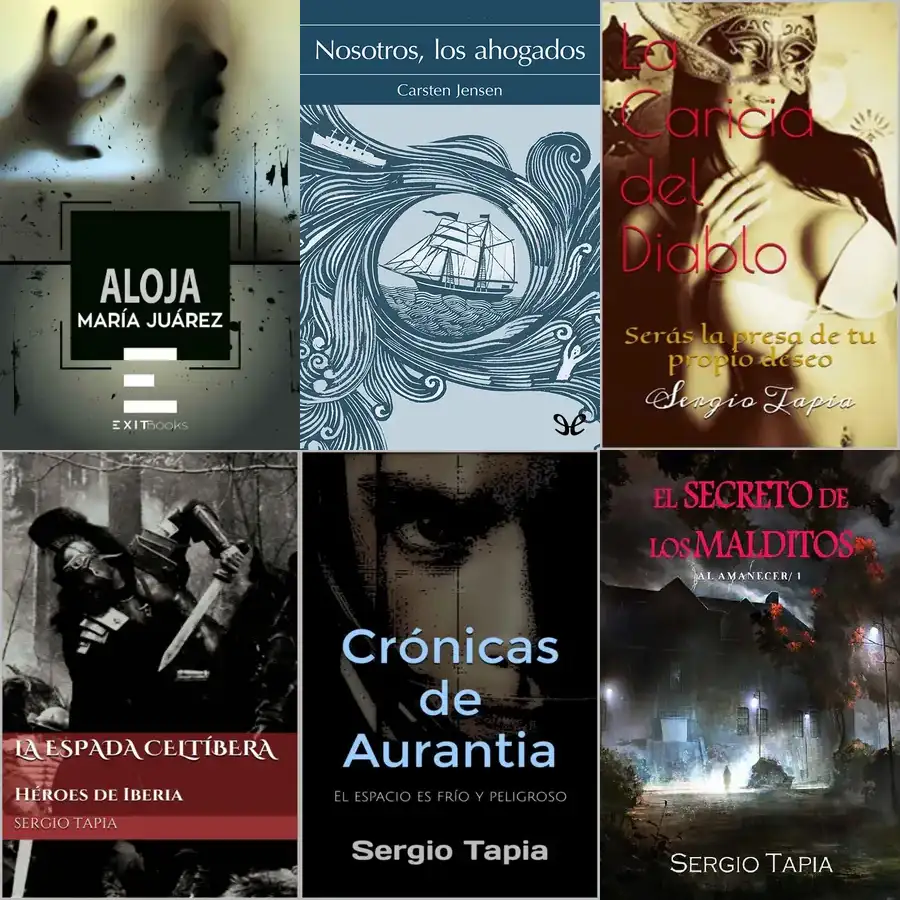 ALOJA
MARÍA JUÁREZ
EXITBOOKS
Nosotros, los ahogados
Carsten Jensen
La
Caricia
del
Diablo
Serás la presa de tu
propio deseo
Sergio Tapia
LA ESPADA CELTÍBERA
HÉROES DE IBERIA
SERGIO TAPIA
Crónicas
de
Aurantia
EL ESPACIO ES FRÍO Y PELIGROSO
Sergio Tapia
EL SECRETO DE
LOS MALDITOS
AL AMANECER/ 1
SERGIO TAPIA